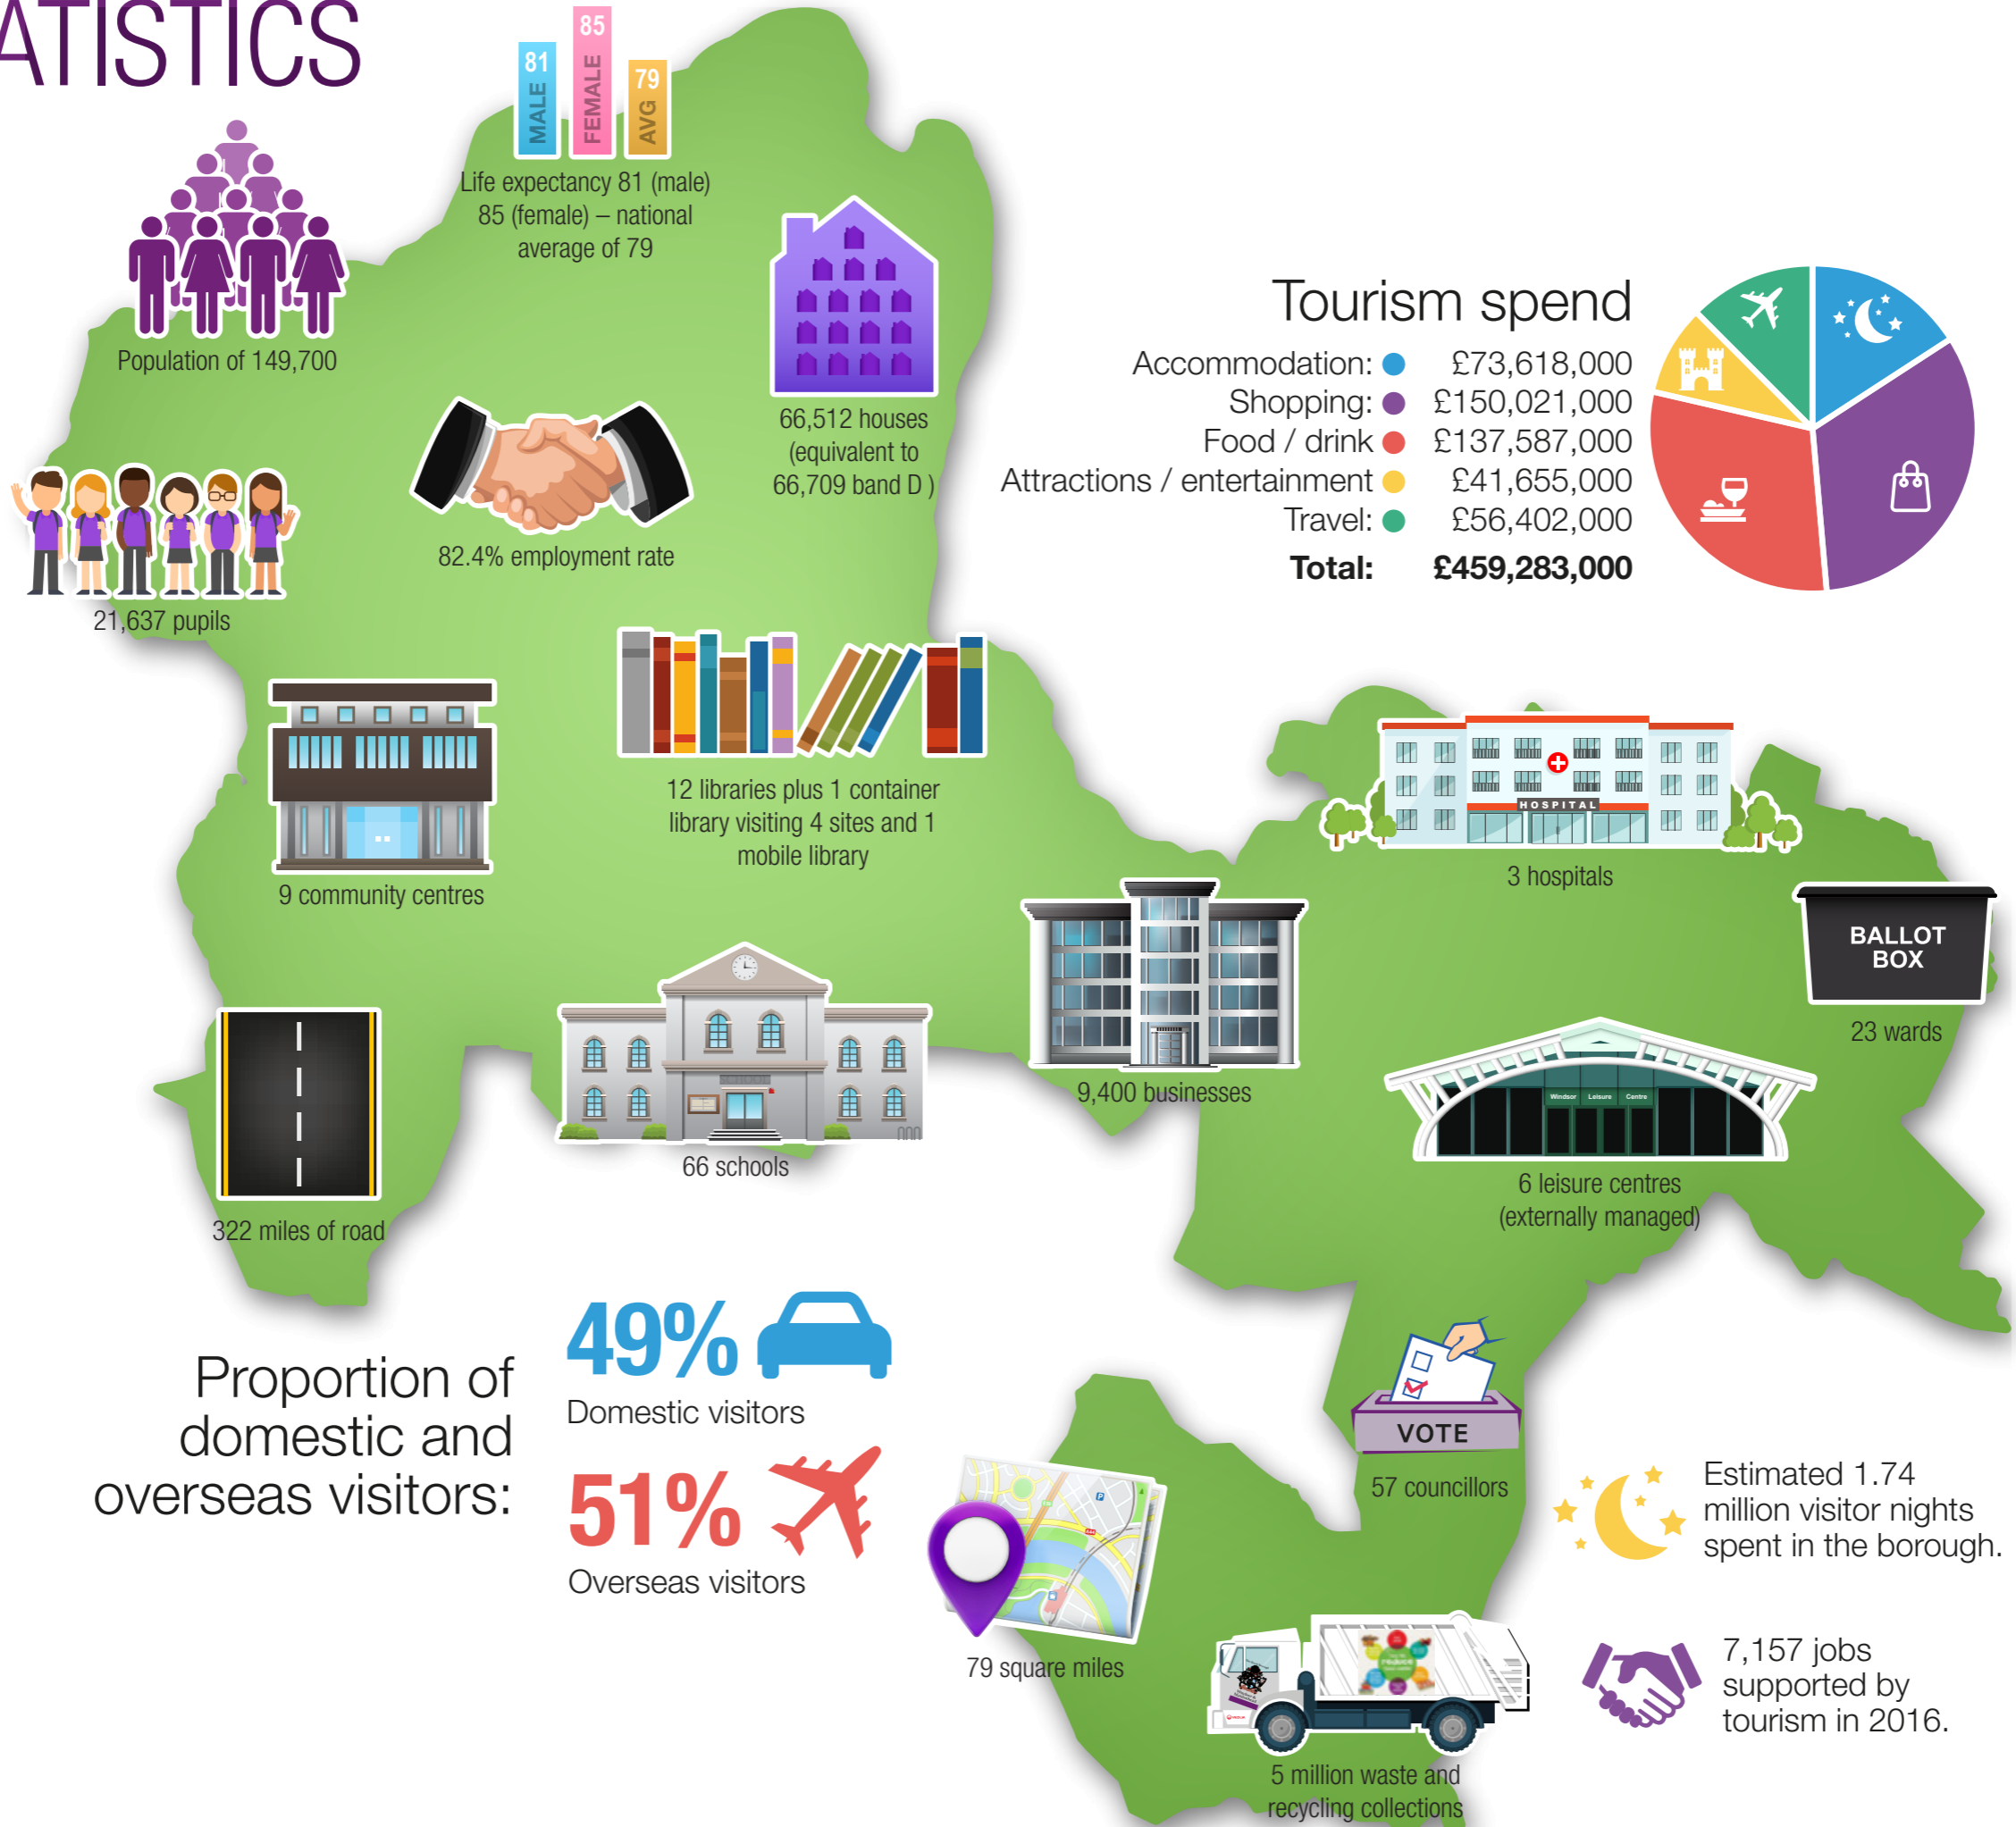 ATISTICS
81
MALE
85
FEMALE
79
AVG
Life expectancy 81 (male)
85 (female) – national
average of 79
Population of 149,700
66,512 houses
(equivalent to
66,709 band D )
82.4% employment rate
21,637 pupils
Tourism spend
Accommodation: £73,618,000
Shopping: £150,021,000
Food / drink £137,587,000
Attractions / entertainment £41,655,000
Travel: £56,402,000
Total: £459,283,000
12 libraries plus 1 container
library visiting 4 sites and 1
mobile library
9 community centres
HOSPITAL
3 hospitals
BALLOT
BOX
23 wards
9,400 businesses
SCHOOL
66 schools
Windsor Leisure Centre
6 leisure centres
(externally managed)
322 miles of road
Proportion of
domestic and
overseas visitors:
49%
Domestic visitors
51%
Overseas visitors
VOTE
57 councillors
Estimated 1.74
million visitor nights
spent in the borough.
P
79 square miles
reduce
7,157 jobs
supported by
tourism in 2016.
5 million waste and
recycling collections